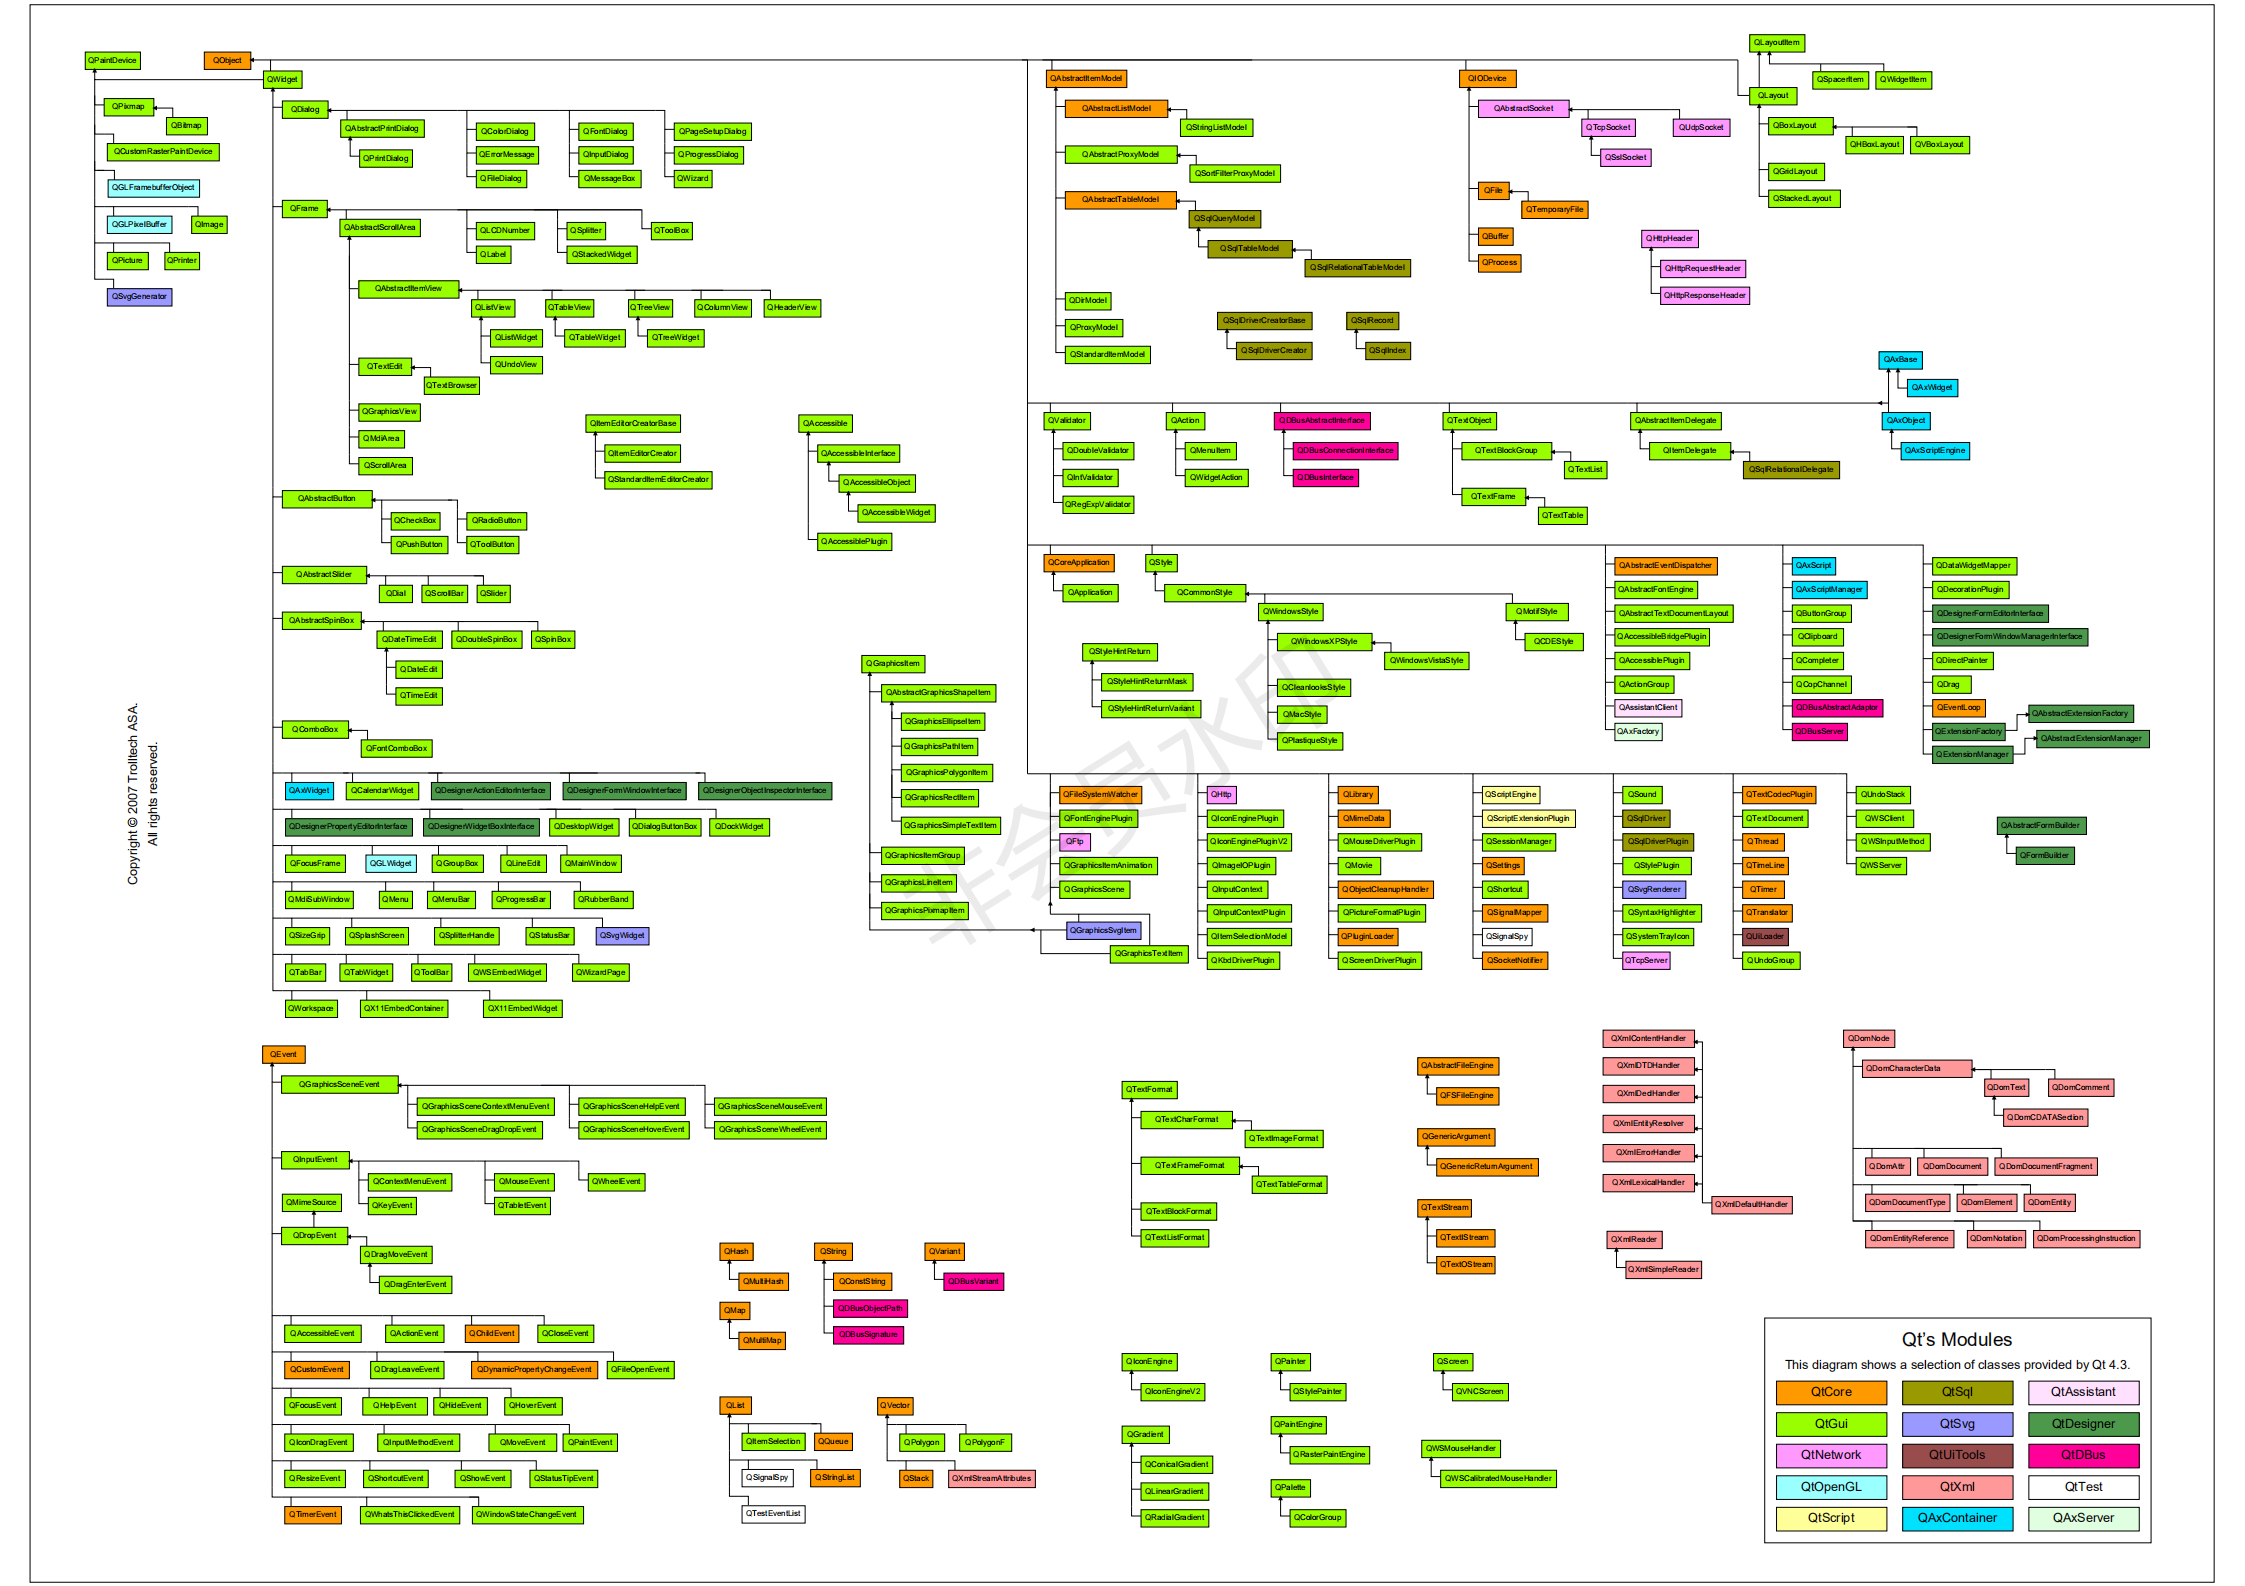 QPaintDevice
QObject
QWidget
QPixmap
QBitmap
QCustomRasterPaintDevice
QGLFramebufferObject
QGLPixelBuffer
QImage
QPicture
QPrinter
QSvgGenerator
QDialog
QAbstractPrintDialog
QPrintDialog
QColorDialog
QErrorMessage
QFileDialog
QFontDialog
QInputDialog
QMessageBox
QPageSetupDialog
QProgressDialog
QWizard
QFrame
QAbstractScrollArea
QLCDNumber
QLabel
QSplitter
QStackedWidget
QToolBox
QAbstractItemView
QListView
QListWidget
QUndoView
QTableView
QTableWidget
QTreeView
QTreeWidget
QColumnView
QHeaderView
QTextEdit
QTextBrowser
QGraphicsView
QMdiArea
QScrollArea
QItemEditorCreatorBase
QItemEditorCreator
QStandardItemEditorCreator
QAccessible
QAccessibleInterface
QAccessibleObject
QAccessibleWidget
QAccessiblePlugin
QAbstractButton
QCheckBox
QPushButton
QRadioButton
QToolButton
QAbstractSlider
QDial
QScrollBar
QSlider
QAbstractSpinBox
QDateTimeEdit
QDateEdit
QTimeEdit
QDoubleSpinBox
QSpinBox
QComboBox
QFontComboBox
QAxWidget
QCalendarWidget
QDesignerActionEditorInterface
QDesignerFormWindowInterface
QDesignerObjectInspectorInterface
QDesignerPropertyEditorInterface
QDesignerWidgetBoxInterface
QDesktopWidget
QDialogButtonBox
QDockWidget
QFocusFrame
QGLWidget
QGroupBox
QLineEdit
QMainWindow
QMdiSubWindow
QMenu
QMenuBar
QProgressBar
QRubberBand
QSizeGrip
QSplashScreen
QSplitterHandle
QStatusBar
QSvgWidget
QTabBar
QTabWidget
QToolBar
QWSEmbedWidget
QWizardPage
QWorkspace
QX11EmbedContainer
QX11EmbedWidget
Copyright © 2007 Trolltech ASA.
All rights reserved.
QGraphicsItem
QAbstractGraphicsShapeItem
QGraphicsEllipseItem
QGraphicsPathItem
QGraphicsPolygonItem
QGraphicsRectItem
QGraphicsSimpleTextItem
QGraphicsItemGroup
QGraphicsLineItem
QGraphicsPixmapItem
QGraphicsSvgItem
QGraphicsTextItem
QAbstractItemModel
QAbstractListModel
QStringListModel
QAbstractProxyModel
QSortFilterProxyModel
QAbstractTableModel
QSqlQueryModel
QSqlTableModel
QSqlRelationalTableModel
QDirModel
QProxyModel
QStandardItemModel
QSqlDriverCreatorBase
QSqlDriverCreator
QSqlRecord
QSqlIndex
QIODevice
QAbstractSocket
QTcpSocket
QSslSocket
QUdpSocket
QFile
QTemporaryFile
QBuffer
QProcess
QHttpHeader
QHttpRequestHeader
QHttpResponseHeader
QLayoutItem
QSpacerItem
QWidgetItem
QLayout
QBoxLayout
QHBoxLayout
QVBoxLayout
QGridLayout
QStackedLayout
QAxBase
QAxWidget
QAxObject
QAxScriptEngine
QValidator
QDoubleValidator
QIntValidator
QRegExpValidator
QAction
QMenuItem
QWidgetAction
QDBusAbstractInterface
QDBusConnectionInterface
QDBusInterface
QTextObject
QTextBlockGroup
QTextList
QTextFrame
QTextTable
QAbstractItemDelegate
QItemDelegate
QSqlRelationalDelegate
QCoreApplication
QApplication
QStyle
QCommonStyle
QWindowsStyle
QWindowsXPStyle
QWindowsVistaStyle
QCleanlooksStyle
QMacStyle
QPlastiqueStyle
QMotifStyle
QCDEStyle
QStyleHintReturn
QStyleHintReturnMask
QStyleHintReturnVariant
QAbstractEventDispatcher
QAbstractFontEngine
QAbstractTextDocumentLayout
QAccessibleBridgePlugin
QAccessiblePlugin
QActionGroup
QAssistantClient
QAxFactory
QAxScript
QAxScriptManager
QButtonGroup
QClipboard
QCompleter
QCopChannel
QDBusAbstractAdaptor
QDBusServer
QDataWidgetMapper
QDecorationPlugin
QDesignerFormEditorInterface
QDesignerFormWindowManagerInterface
QDirectPainter
QDrag
QEventLoop
QExtensionFactory
QExtensionManager
QAbstractExtensionFactory
QAbstractExtensionManager
QFileSystemWatcher
QFontEnginePlugin
QFtp
QGraphicsItemAnimation
QGraphicsScene
QHttp
QIconEnginePlugin
QIconEnginePluginV2
QImageIOPlugin
QInputContext
QInputContextPlugin
QItemSelectionModel
QKbdDriverPlugin
QLibrary
QMimeData
QMouseDriverPlugin
QMovie
QObjectCleanupHandler
QPictureFormatPlugin
QPluginLoader
QScreenDriverPlugin
QScriptEngine
QScriptExtensionPlugin
QSessionManager
QSettings
QShortcut
QSignalMapper
QSignalSpy
QSocketNotifier
QSound
QSqlDriver
QSqlDriverPlugin
QStylePlugin
QSvgRenderer
QSyntaxHighlighter
QSystemTrayIcon
QTcpServer
QTextCodecPlugin
QTextDocument
QThread
QTimeLine
QTimer
QTranslator
QUiLoader
QUndoGroup
QUndoStack
QWSClient
QWSInputMethod
QWSServer
QAbstractFormBuilder
QFormBuilder
非会员水印
QEvent
QGraphicsSceneEvent
QGraphicsSceneContextMenuEvent
QGraphicsSceneDragDropEvent
QGraphicsSceneHelpEvent
QGraphicsSceneHoverEvent
QGraphicsSceneMouseEvent
QGraphicsSceneWheelEvent
QInputEvent
QContextMenuEvent
QKeyEvent
QMouseEvent
QTabletEvent
QWheelEvent
QMimeSource
QDropEvent
QDragMoveEvent
QDragEnterEvent
QAccessibleEvent
QActionEvent
QChildEvent
QCloseEvent
QCustomEvent
QDragLeaveEvent
QDynamicPropertyChangeEvent
QFileOpenEvent
QFocusEvent
QHelpEvent
QHideEvent
QHoverEvent
QIconDragEvent
QInputMethodEvent
QMoveEvent
QPaintEvent
QResizeEvent
QShortcutEvent
QShowEvent
QStatusTipEvent
QTimerEvent
QWhatsThisClickedEvent
QWindowStateChangeEvent
QHash
QMultiHash
QMap
QMultiMap
QString
QConstString
QDBusObjectPath
QDBusSignature
QVariant
QDBusVariant
QList
QItemSelection
QQueue
QSignalSpy
QStringList
QTestEventList
QVector
QPolygon
QPolygonF
QStack
QXmlStreamAttributes
QTextFormat
QTextCharFormat
QTextImageFormat
QTextFrameFormat
QTextTableFormat
QTextBlockFormat
QTextListFormat
QAbstractFileEngine
QFSFileEngine
QGenericArgument
QGenericReturnArgument
QTextStream
QTextIStream
QTextOStream
QIconEngine
QIconEngineV2
QGradient
QConicalGradient
QLinearGradient
QRadialGradient
QPainter
QStylePainter
QPaintEngine
QRasterPaintEngine
QPalette
QColorGroup
QScreen
QVNCScreen
QWSMouseHandler
QWSCalibratedMouseHandler
QXmlContentHandler
QXmlDTDHandler
QXmlDeclHandler
QXmlEntityResolver
QXmlErrorHandler
QXmlLexicalHandler
QXmlDefaultHandler
QXmlReader
QXmlSimpleReader
QDomNode
QDomCharacterData
QDomText
QDomComment
QDomCDATASection
QDomAttr
QDomDocument
QDomDocumentFragment
QDomDocumentType
QDomElement
QDomEntity
QDomEntityReference
QDomNotation
QDomProcessingInstruction
Qt's Modules
This diagram shows a selection of classes provided by Qt 4.3.
QtCore
QtSql
QtAssistant
QtGui
QtSvg
QtDesigner
QtNetwork
QtUiTools
QtDBus
QtOpenGL
QtXml
QtTest
QtScript
QAxContainer
QAxServer